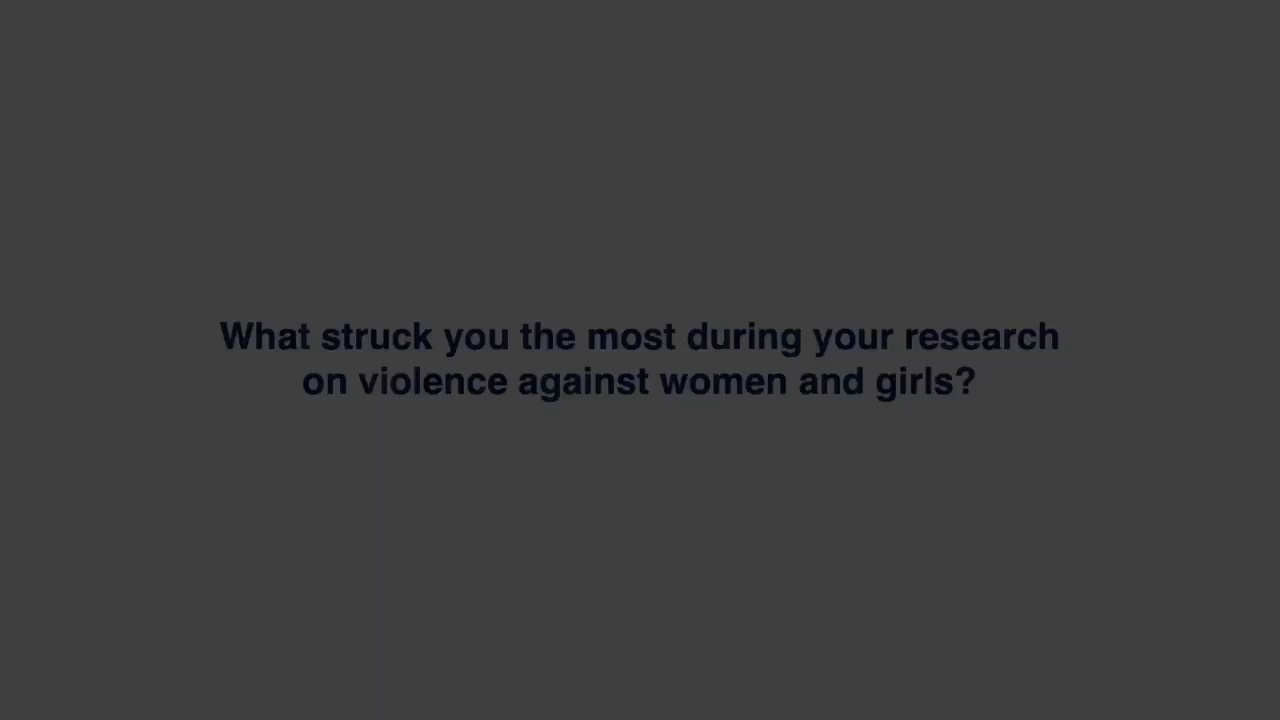 What struck you the most during your research
on violence against women and girls?